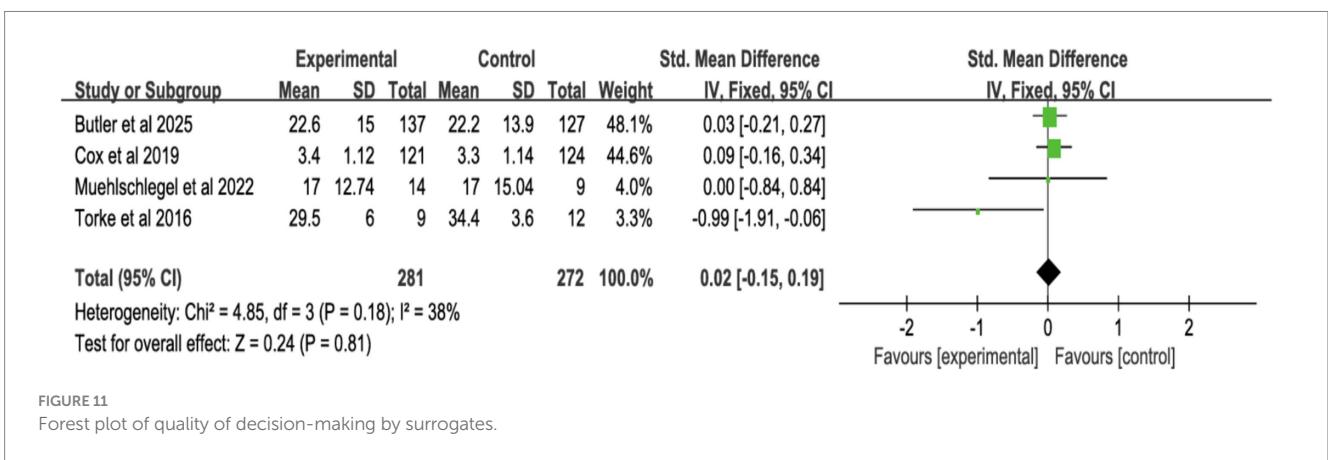 Experimental Control Std. Mean Difference Std. Mean Difference
Study or Subgroup Mean SD Total Mean SD Total Weight IV, Fixed, 95% CI IV, Fixed, 95% CI
Butler et al 2025 22.6 15 137 22.2 13.9 127 48.1% 0.03 [-0.21, 0.27]
Cox et al 2019 3.4 1.12 121 3.3 1.14 124 44.6% 0.09 [-0.16, 0.34]
Muehlschlegel et al 2022 17 12.74 14 17 15.04 9 4.0% 0.00 [-0.84, 0.84]
Torke et al 2016 29.5 6 9 34.4 3.6 12 3.3% -0.99 [-1.91, -0.06]
Total (95% CI) 281 272 100.0% 0.02 [-0.15, 0.19]
Heterogeneity: Chi² = 4.85, df = 3 (P = 0.18); I² = 38%
Test for overall effect: Z = 0.24 (P = 0.81)
-2 -1 0 1 2
Favours [experimental] Favours [control]
FIGURE 11
Forest plot of quality of decision-making by surrogates.